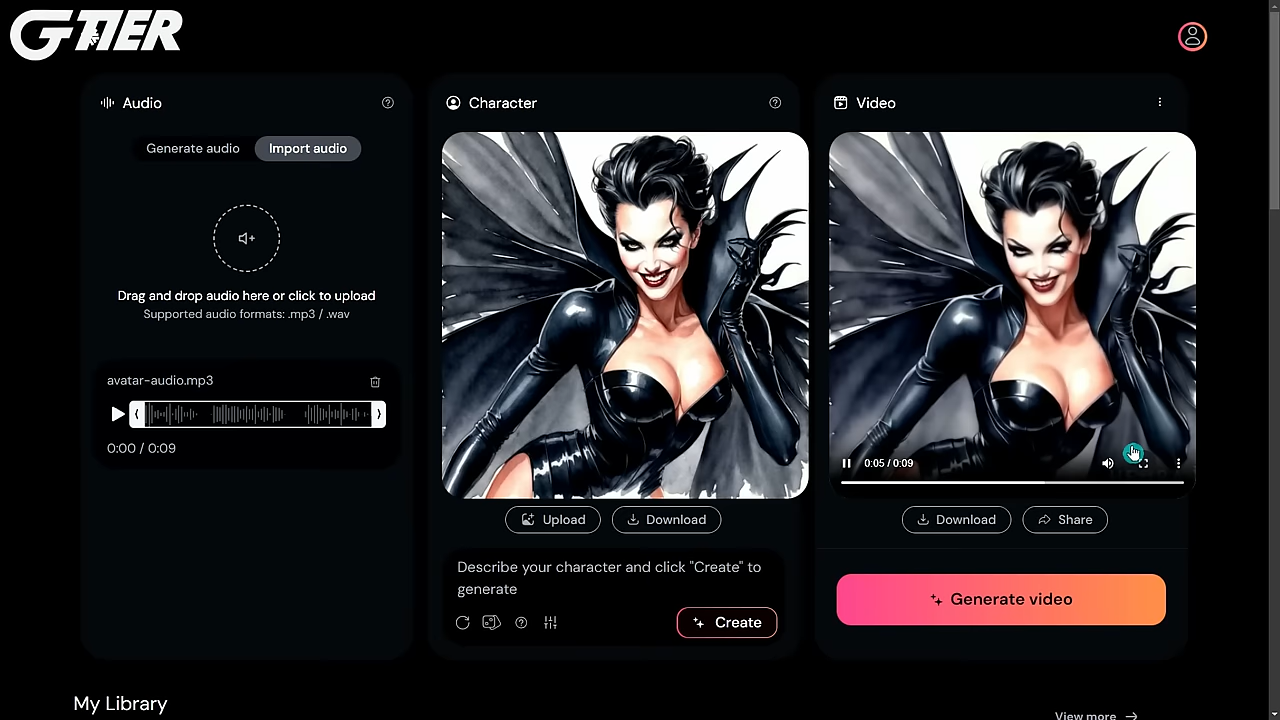 GTIER
Audio
Generate audio
Import audio
Drag and drop audio here or click to upload
Supported audio formats: .mp3 / .wav
avatar-audio.mp3
0:00 / 0:09
Character
Upload
Download
Describe your character and click "Create" to
generate
Create
Video
0:05 / 0:09
Download
Share
Generate video
My Library
View more